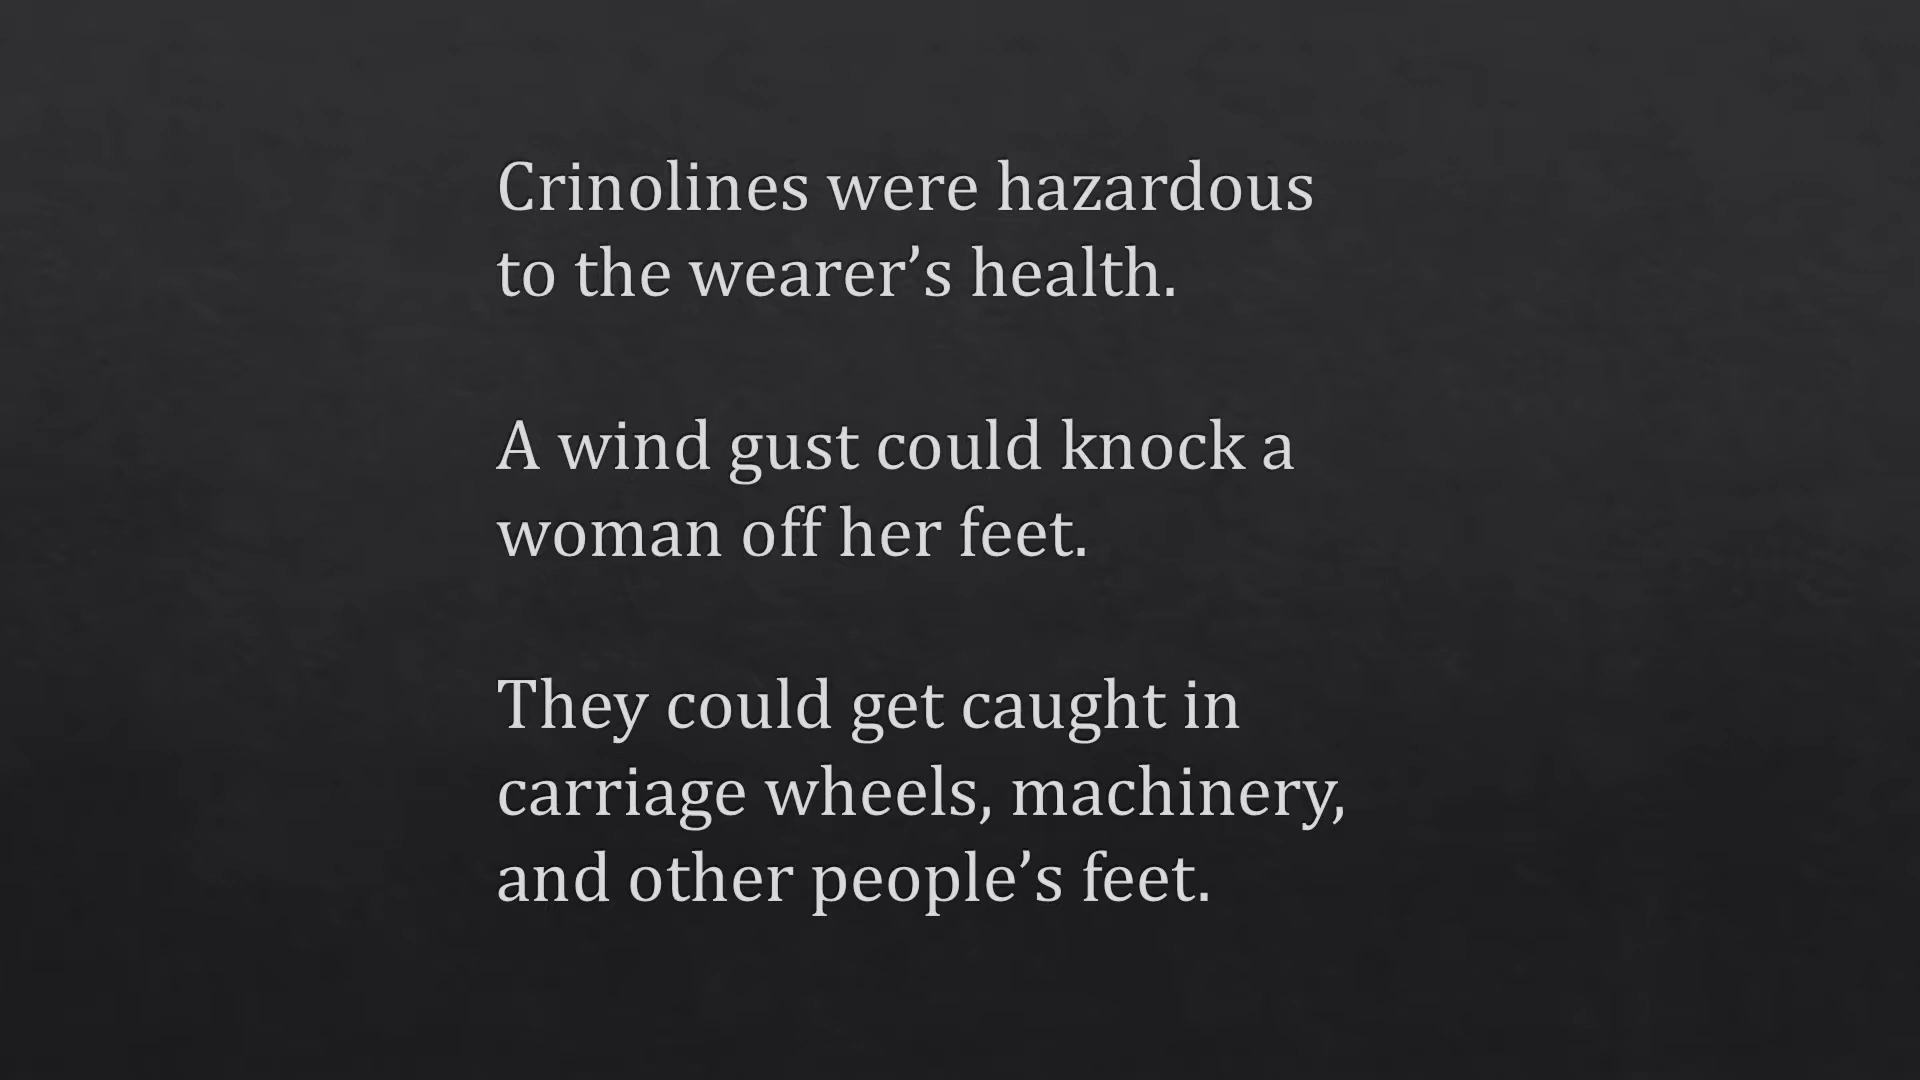 Crinolines were hazardous
to the wearer’s health.
A wind gust could knock a
woman off her feet.
They could get caught in
carriage wheels, machinery,
and other people’s feet.